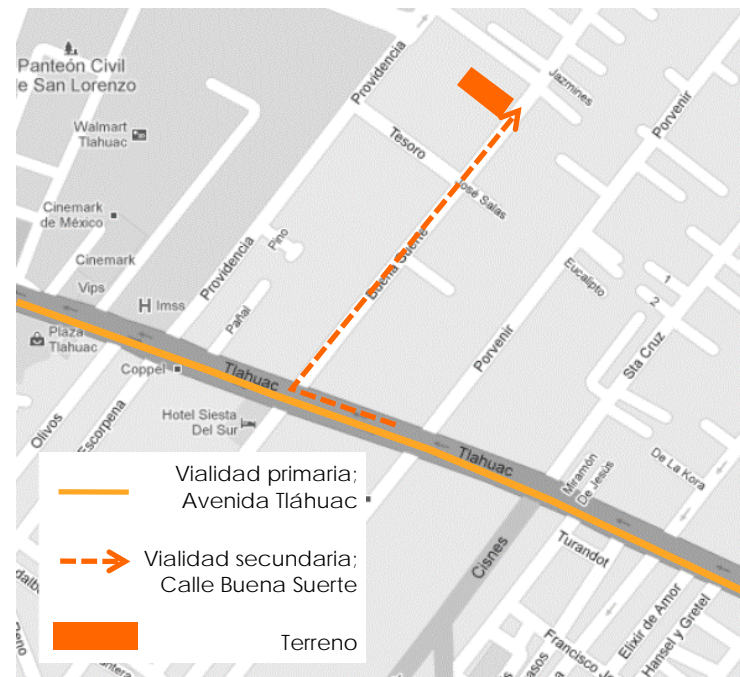 Panteón Civil
e San Lorenzo
Walmart
Tlahuac
Cinemark
de México
Cinemark
Vips
Imss
Plaza
Tlahuac
Coppel
Hotel Siesta
Del Sur
Olivos
Escorpena
Providencia
Providencia
Pino
Pañal
Tesoro
José Salas
Buena Suerte
Jazmines
Porvenir
Porvenir
Eucalipto
1
2
Sta Cruz
Tlahuac
Tlahuac
Miramón
De Jesús
De La Kora
Cisnes
Turandot
Elixir de Amor
Hansel y Gretel
Francisco J
Vialidad primaria;
Avenida Tláhuac
Vialidad secundaria;
Calle Buena Suerte
Terreno